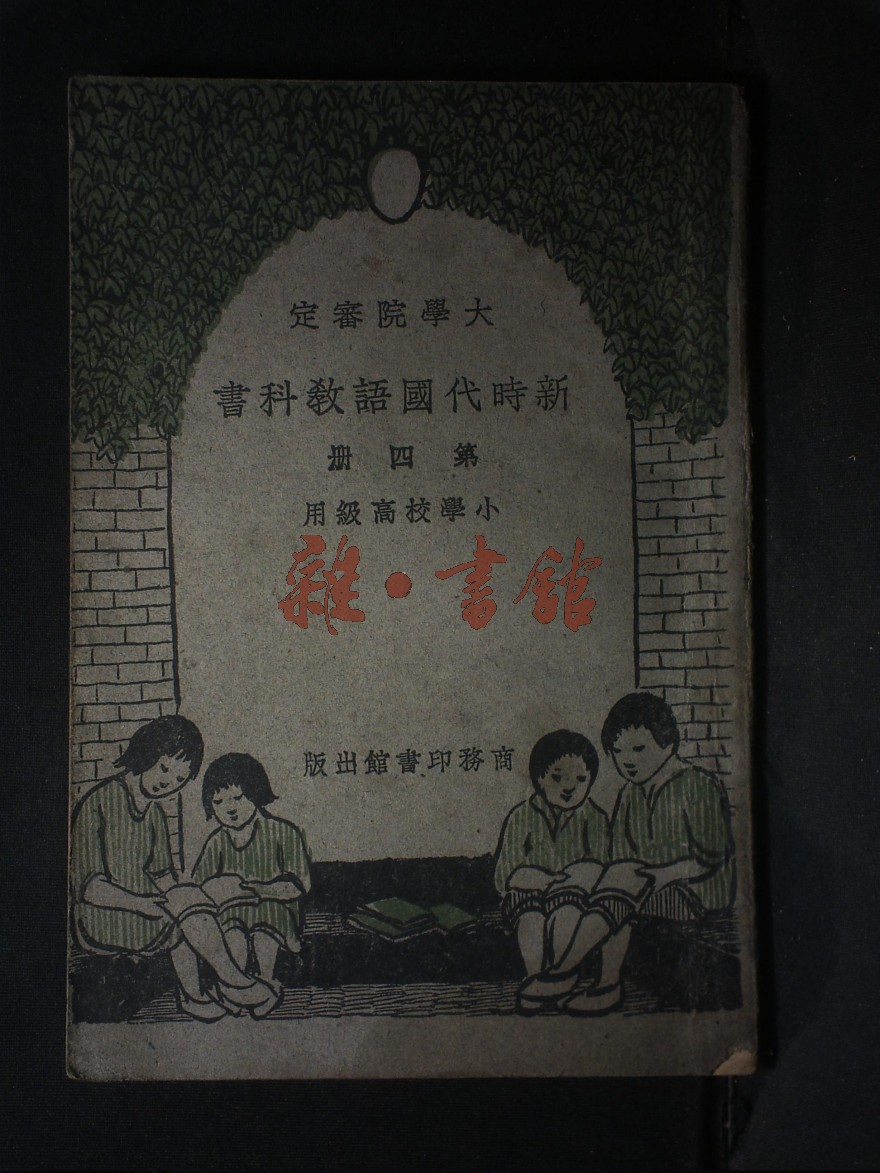 大學院審定
新時代國語教科書
第四册
小學校高級用
雜·書館
商務印書館出版